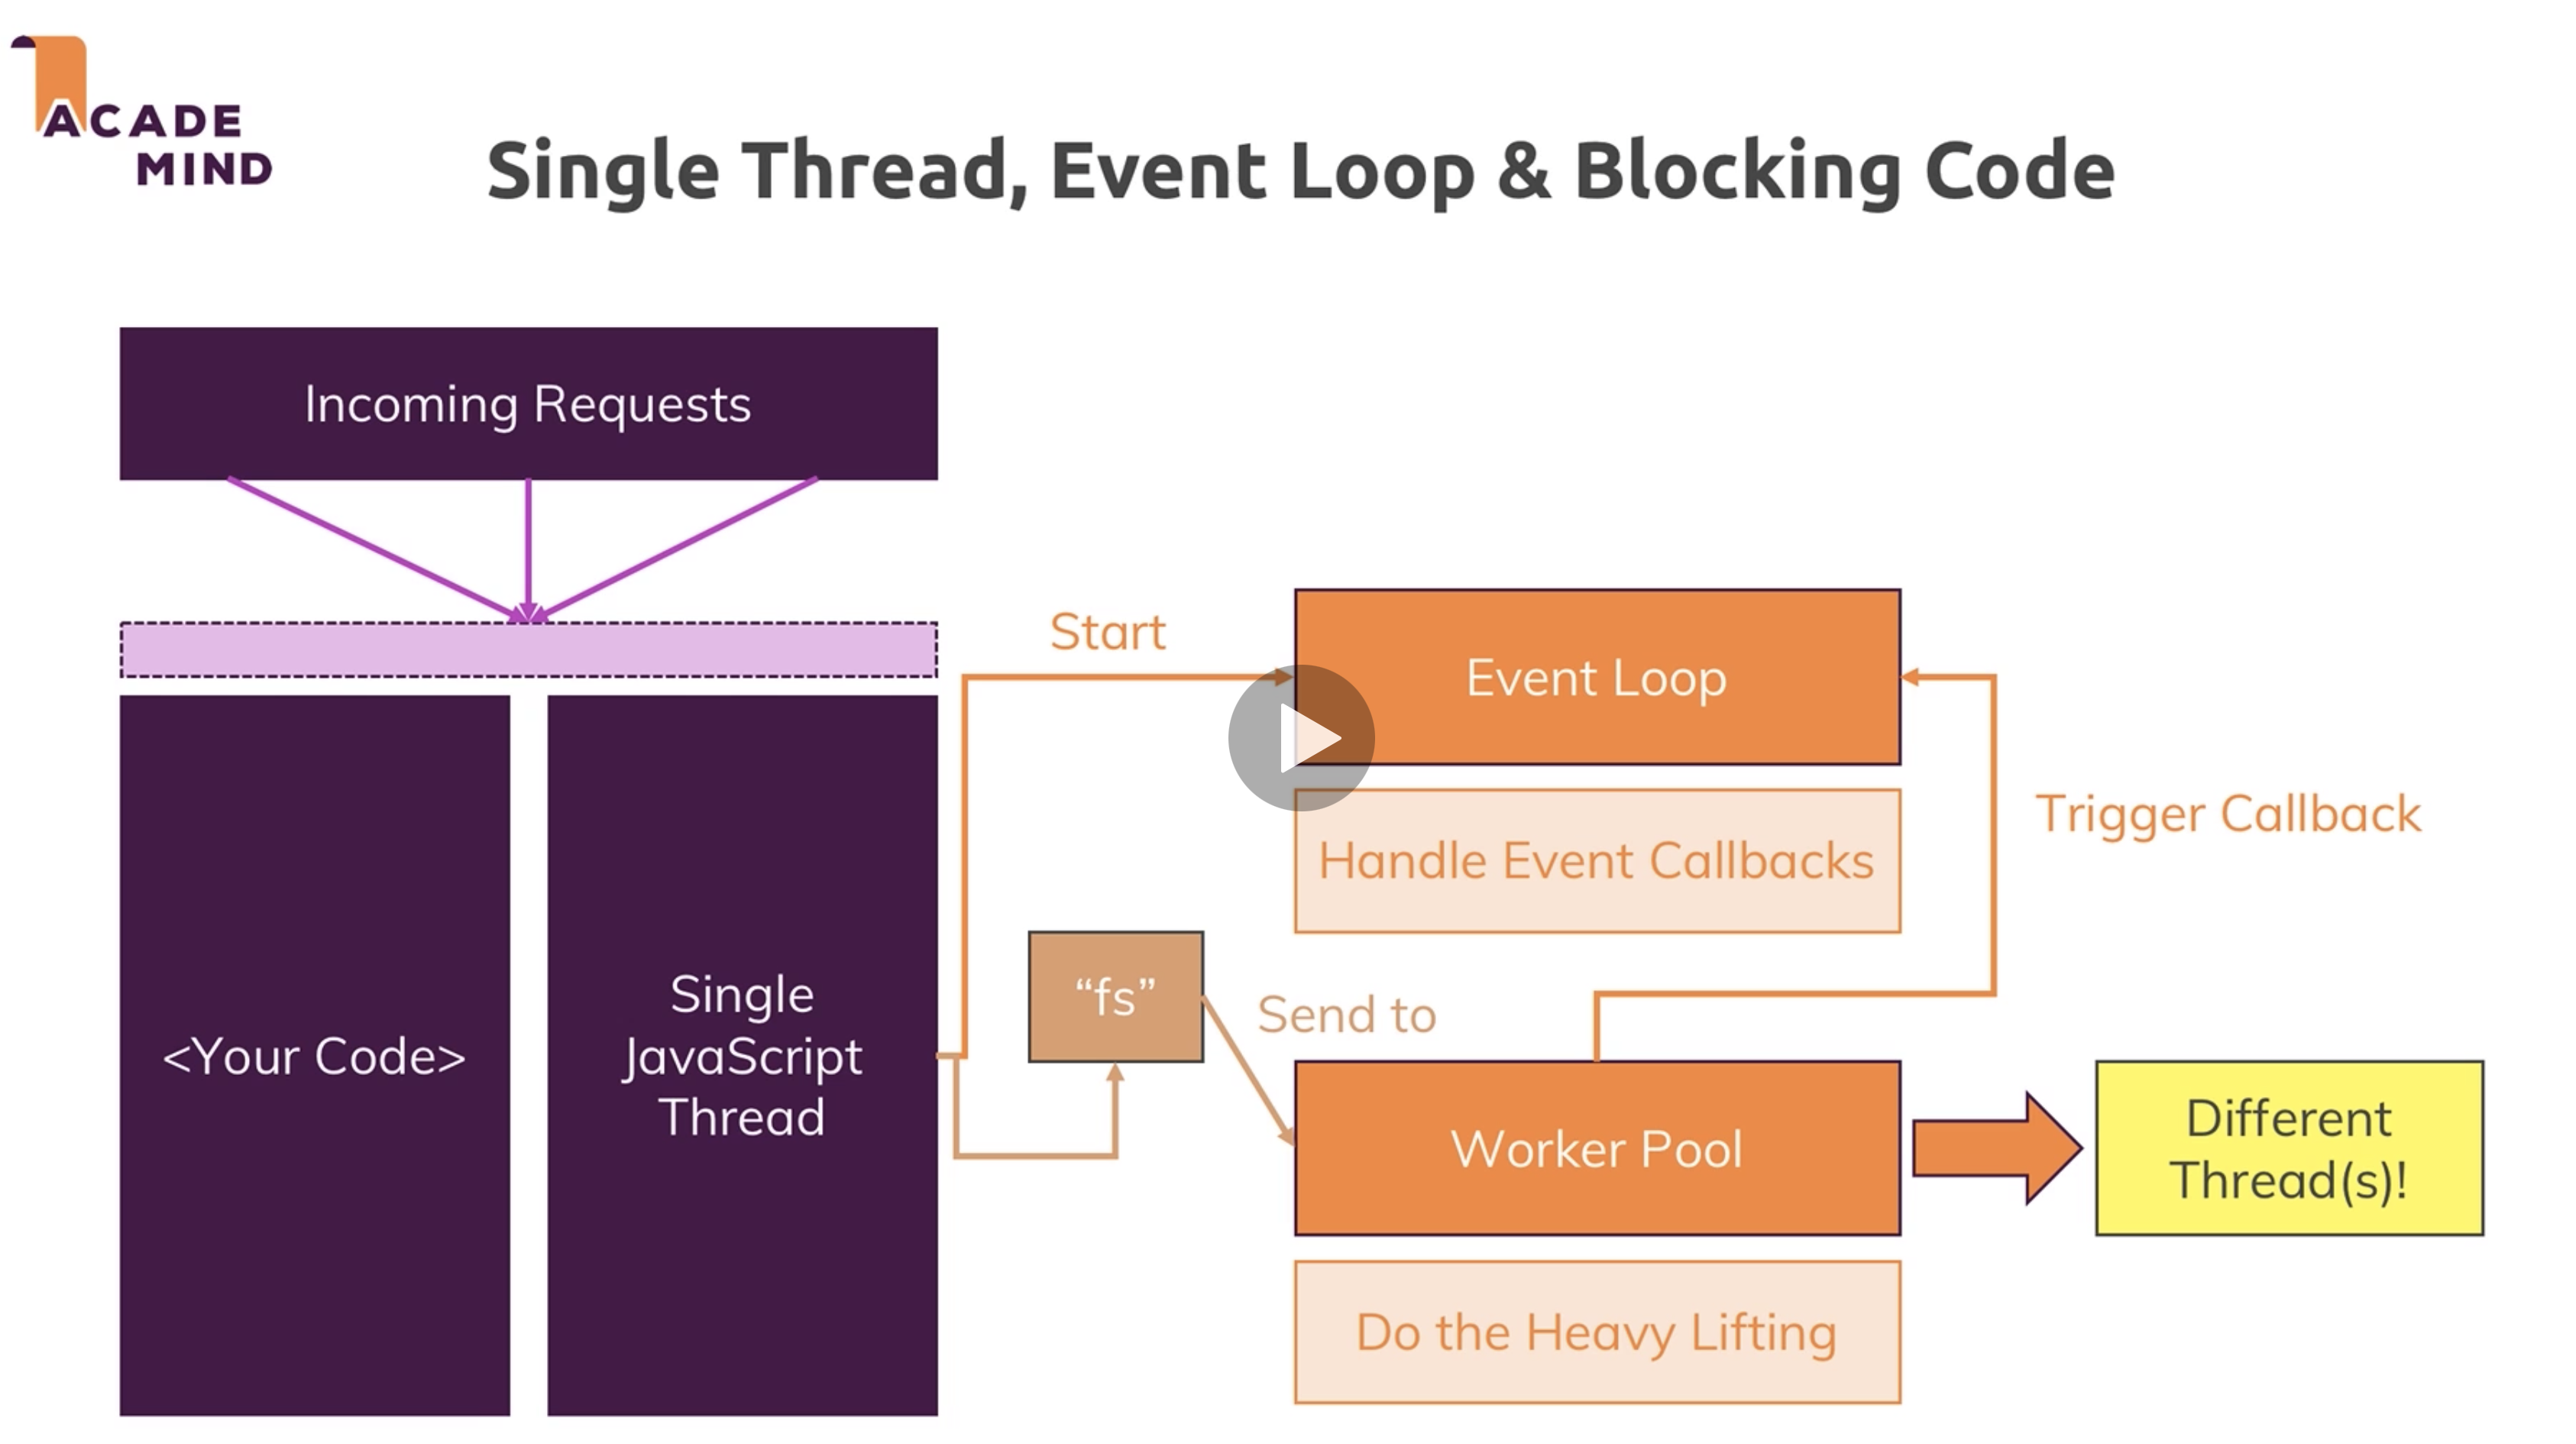 ACADE
MIND
Single Thread, Event Loop & Blocking Code
Incoming Requests
Start
Event Loop
Trigger Callback
Handle Event Callbacks
<Your Code>
Single
JavaScript
Thread
“fs”
Send to
Worker Pool
Different
Thread(s)!
Do the Heavy Lifting